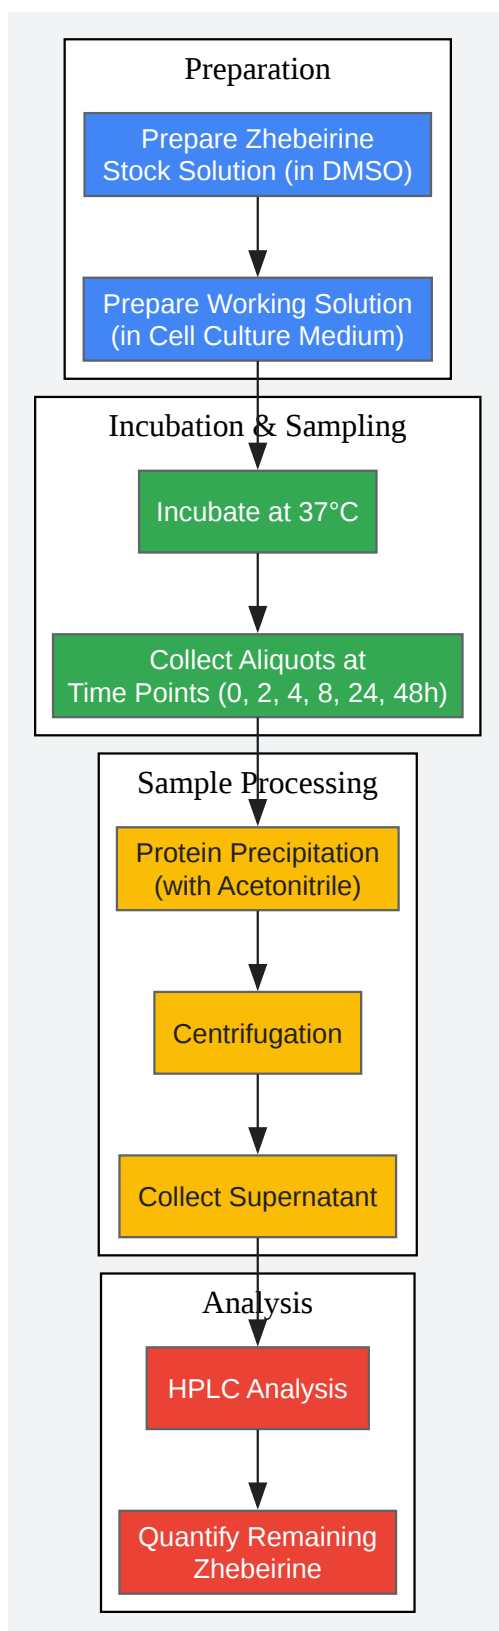 Preparation
Prepare Zhebeirine
Stock Solution (in DMSO)
Prepare Working Solution
(in Cell Culture Medium)
Incubation & Sampling
Incubate at 37°C
Collect Aliquots at
Time Points (0, 2, 4, 8, 24, 48h)
Sample Processing
Protein Precipitation
(with Acetonitrile)
Centrifugation
Collect Supernatant
Analysis
HPLC Analysis
Quantify Remaining
Zhebeirine